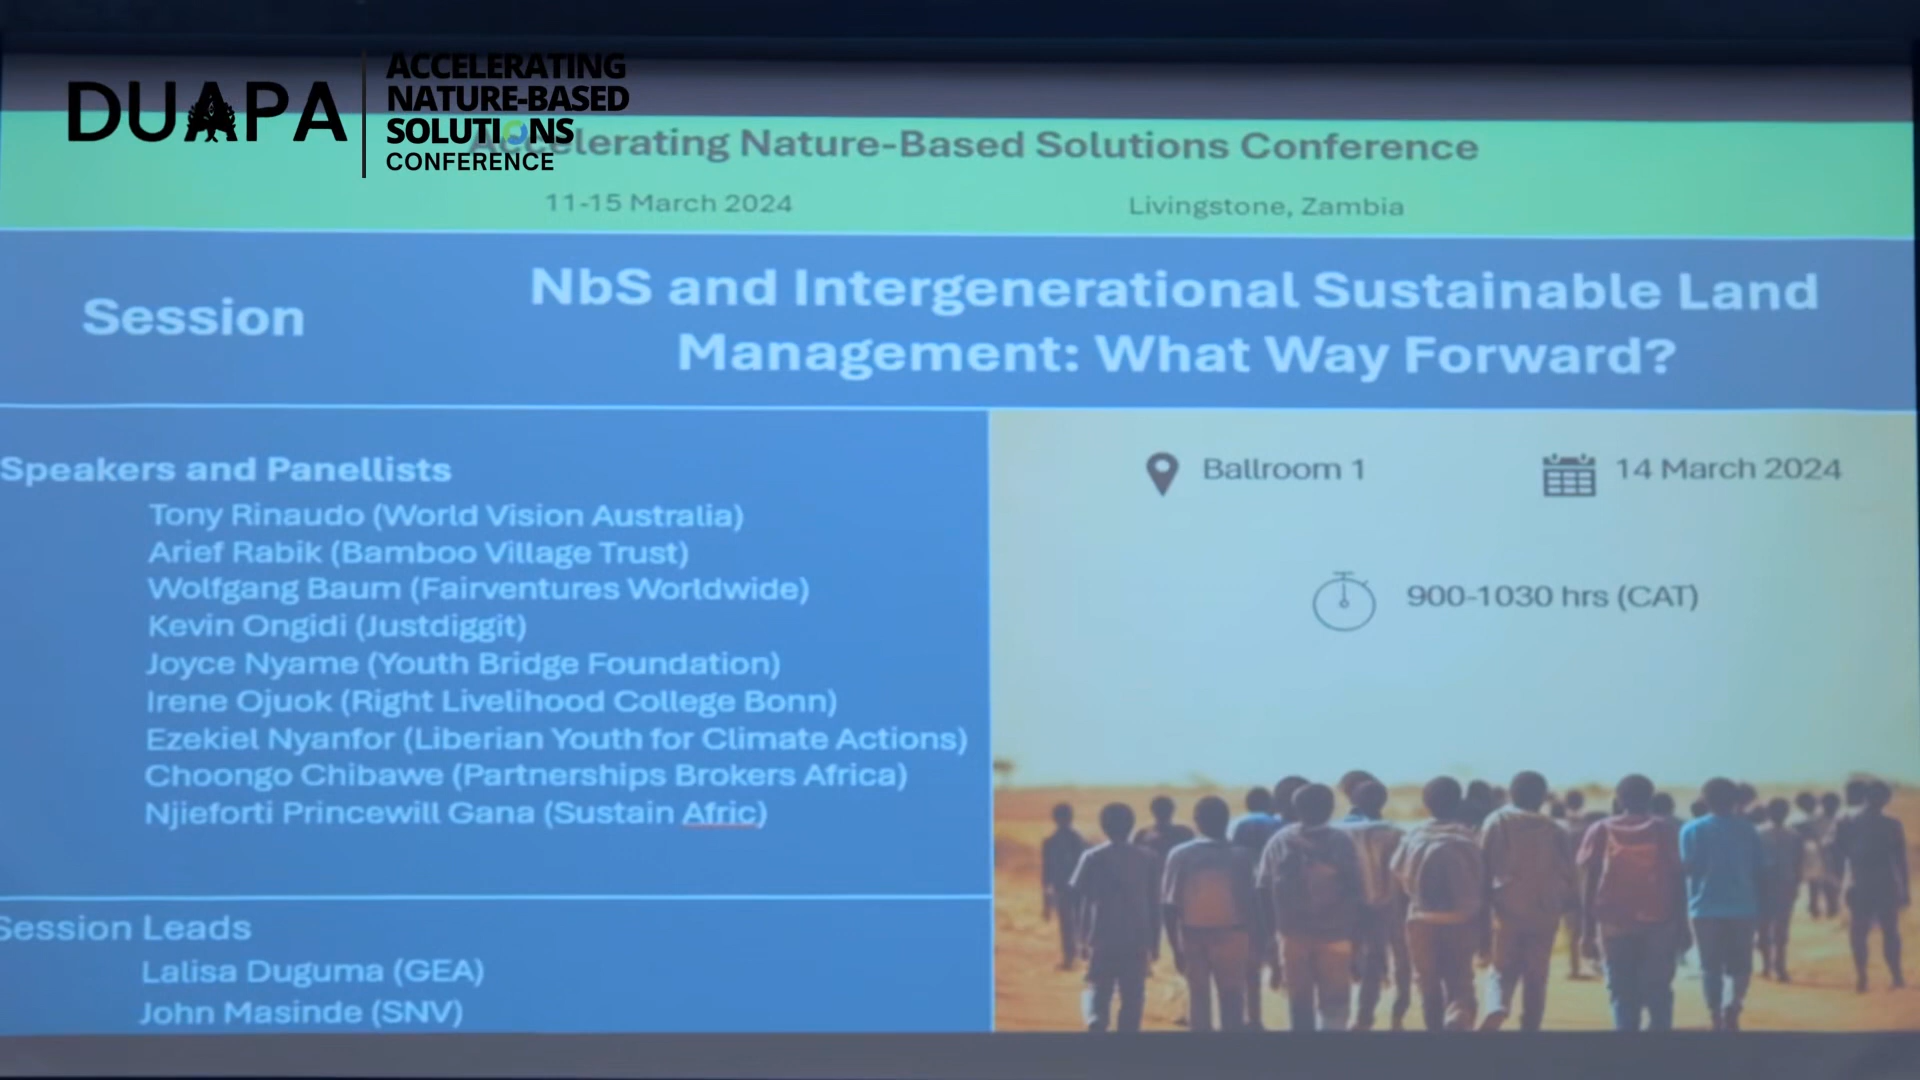 DUAPA
ACCELERATING
NATURE-BASED
SOLUTIONS
CONFERENCE
Accelerating Nature-Based Solutions Conference
11-15 March 2024
Livingstone, Zambia
Session
NbS and Intergenerational Sustainable Land
Management: What Way Forward?
Speakers and Panellists
Tony Rinaudo (World Vision Australia)
Arief Rabik (Bamboo Village Trust)
Wolfgang Baum (Fairventures Worldwide)
Kevin Ongidi (Justdiggit)
Joyce Nyame (Youth Bridge Foundation)
Irene Ojuok (Right Livelihood College Bonn)
Ezekiel Nyanfor (Liberian Youth for Climate Actions)
Choongo Chibawe (Partnerships Brokers Africa)
Njieforti Princewill Gana (Sustain Afric)
Ballroom 1
14 March 2024
900-1030 hrs (CAT)
Session Leads
Lalisa Duguma (GEA)
John Masinde (SNV)